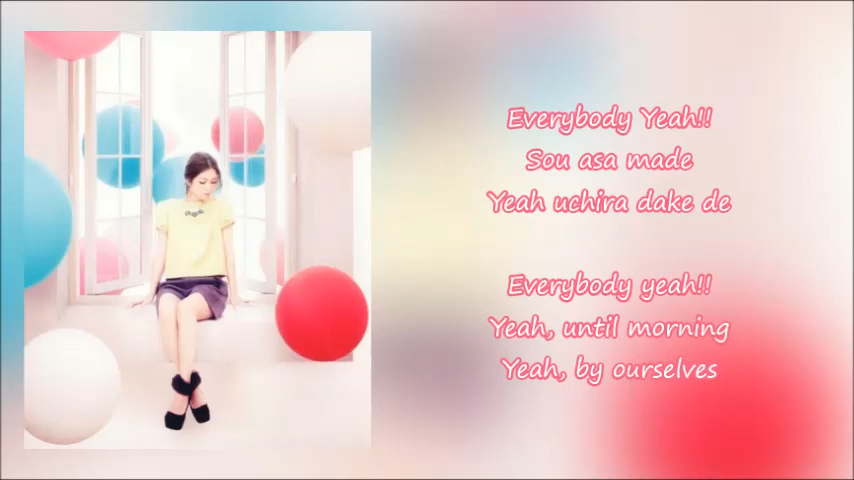 Everybody Yeah!!
Sou asa made
Yeah uchira dake de
Everybody yeah!!
Yeah, until morning
Yeah, by ourselves